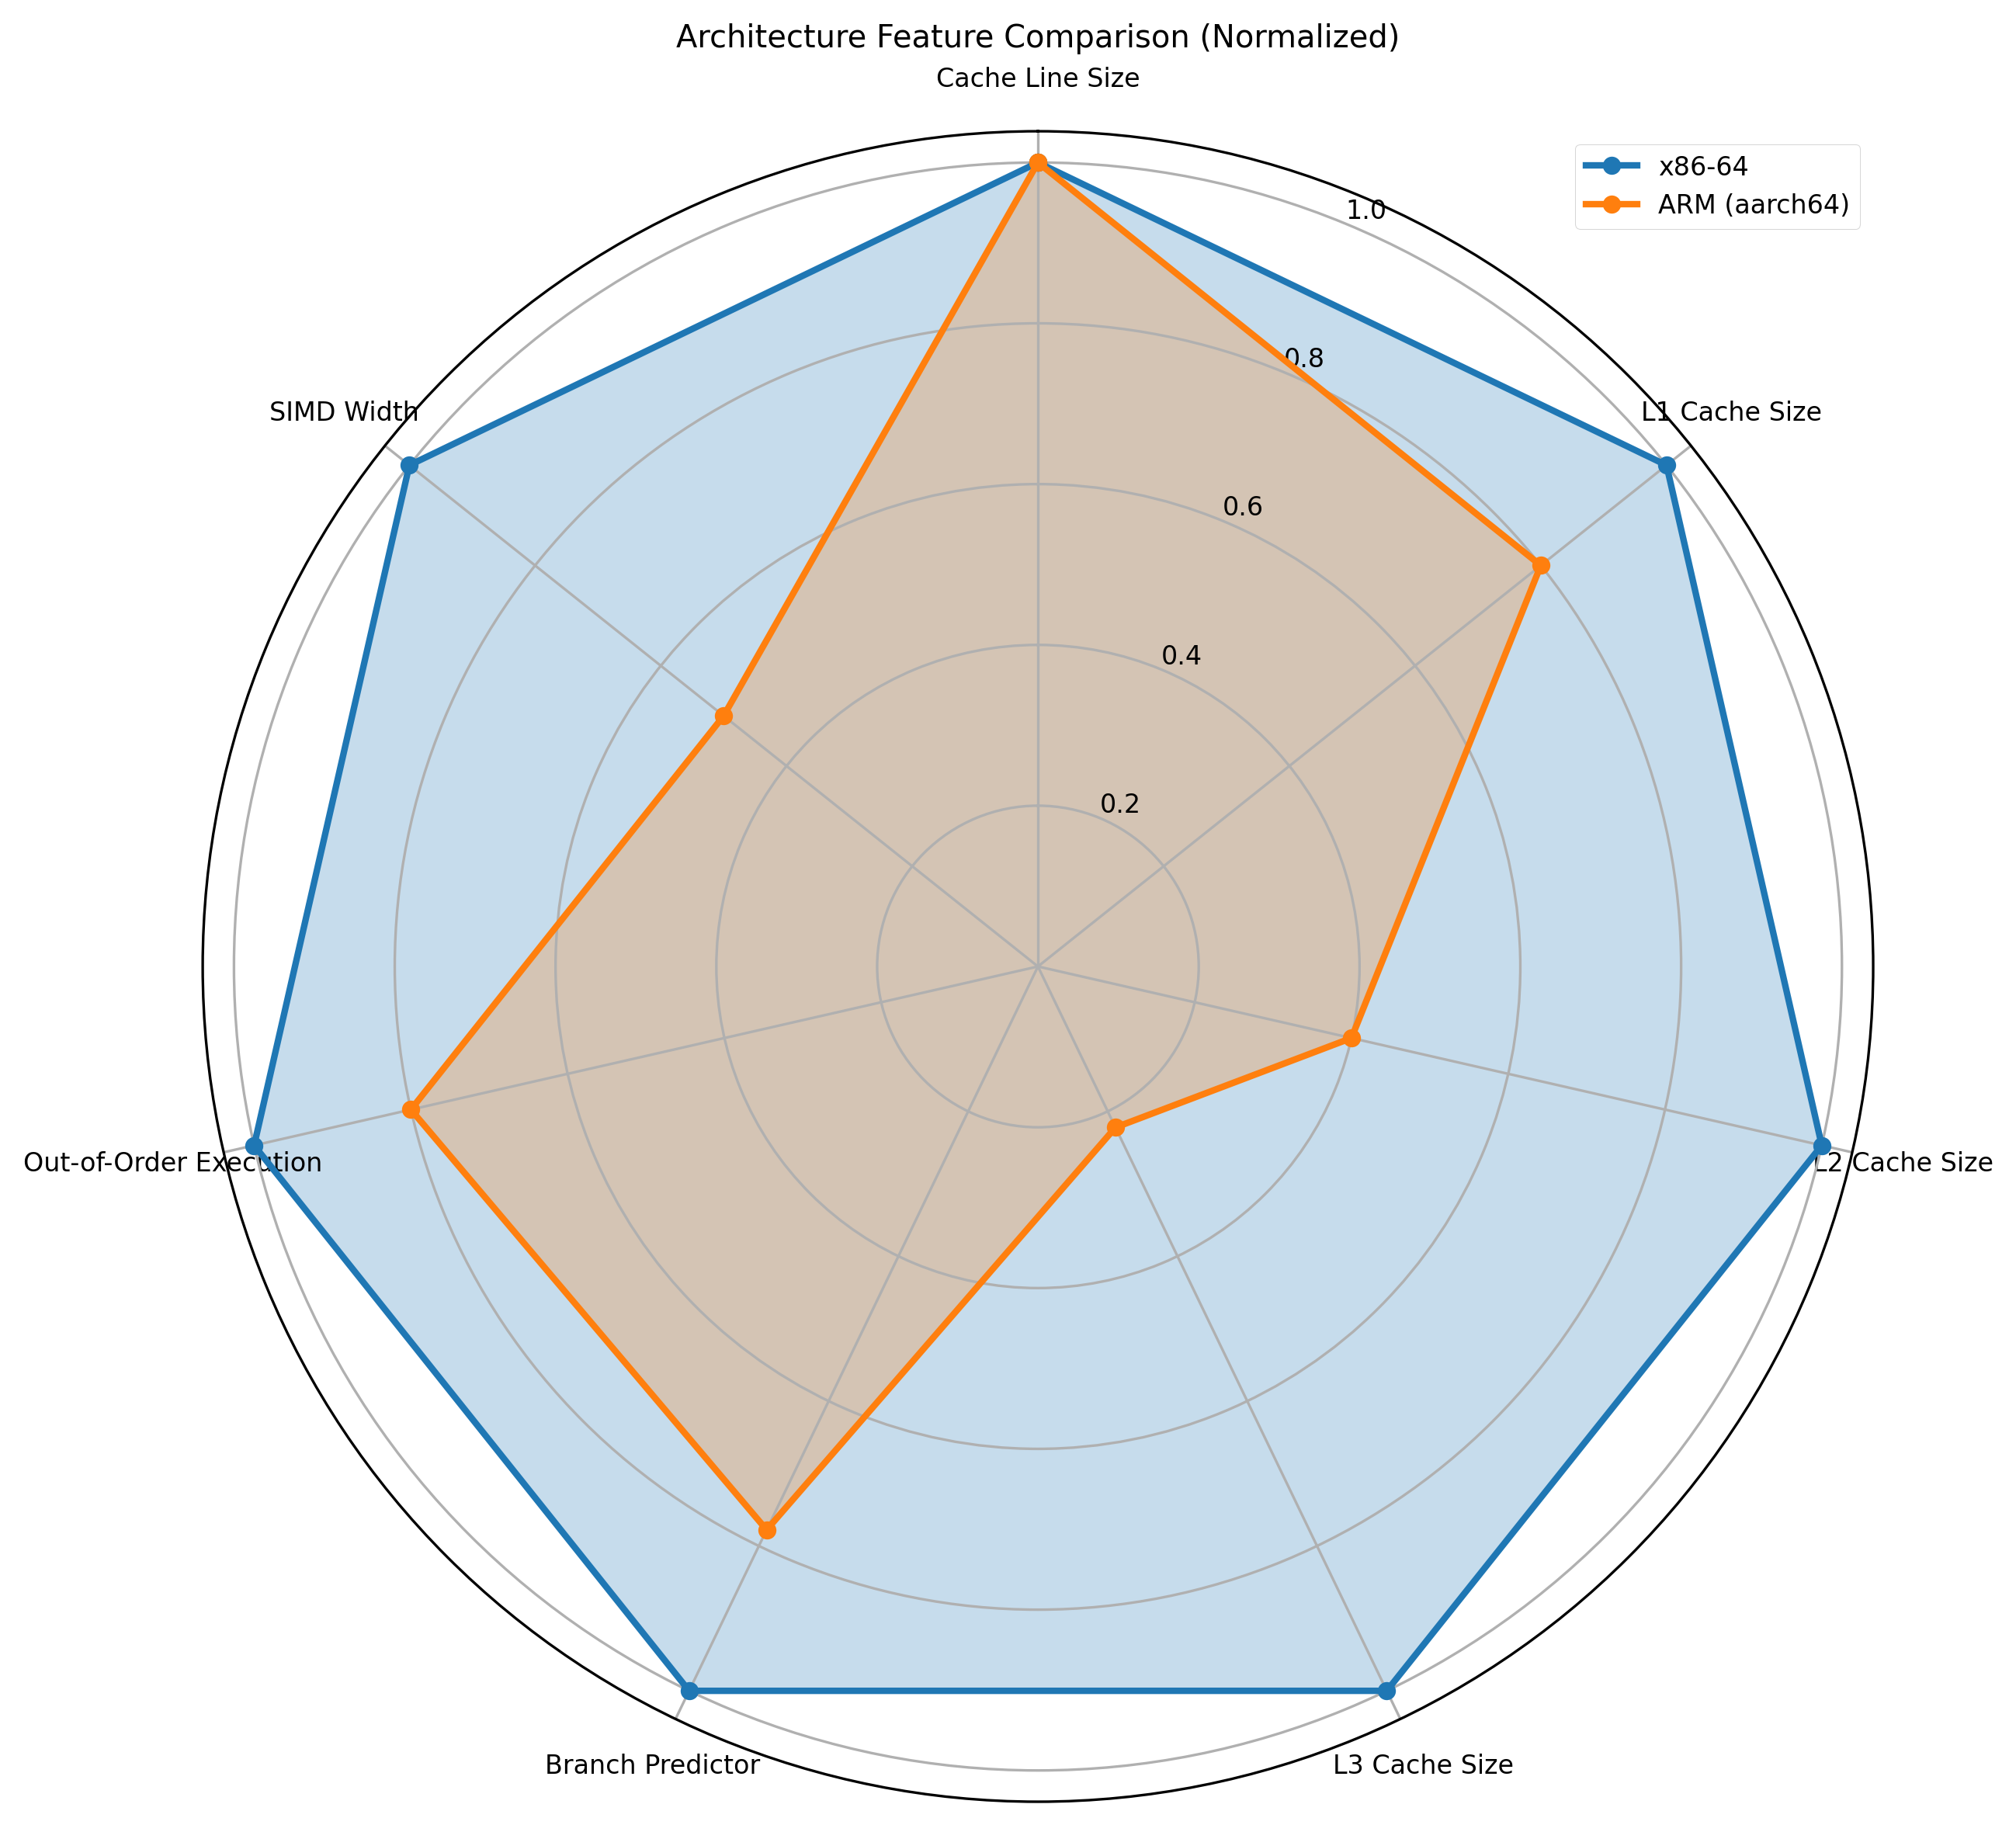 Architecture Feature Comparison (Normalized)
Cache Line Size
x86-64
ARM (aarch64)
1.0
0.8
SIMD Width
L1 Cache Size
0.6
0.4
0.2
Out-of-Order Execution
L2 Cache Size
Branch Predictor
L3 Cache Size